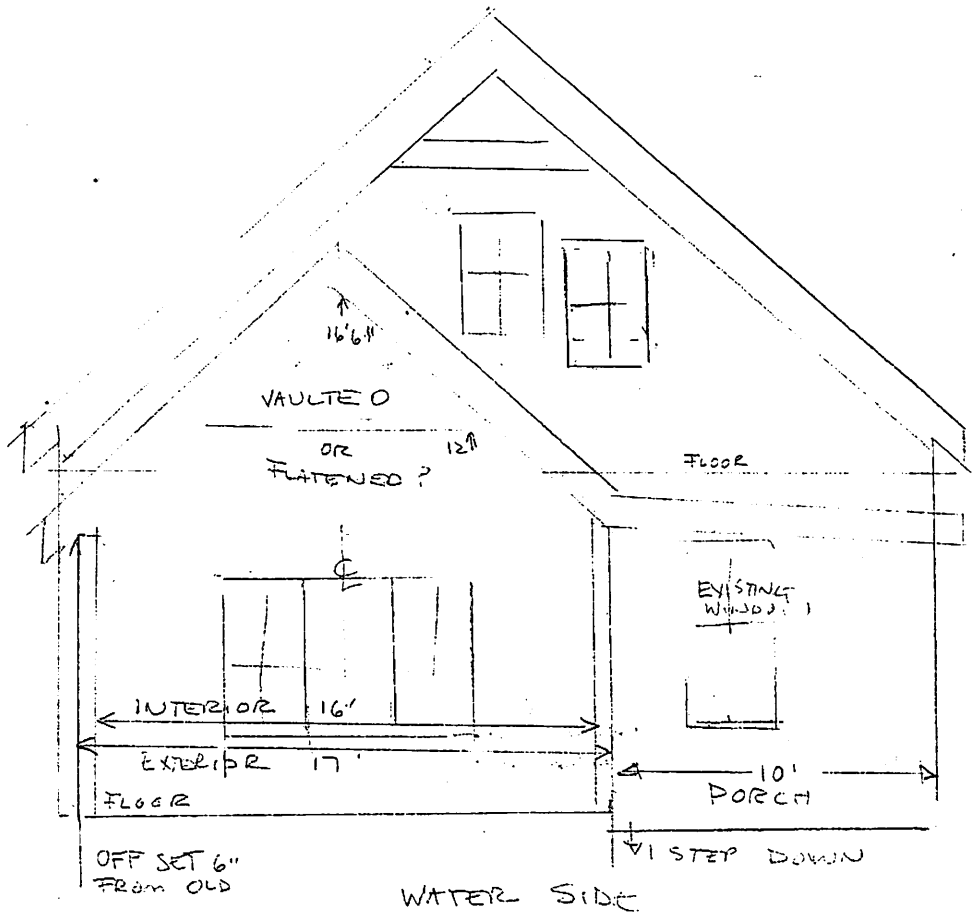 16'6"
VAULTED
OR
12'
FLATENED ?
FLOOR
℄
EXISTING
WINDOW
INTERIOR 16'
EXTERIOR 17'
10'
PORCH
FLOOR
1 STEP DOWN
OFF SET 6"
FROM OLD
WATER SIDE